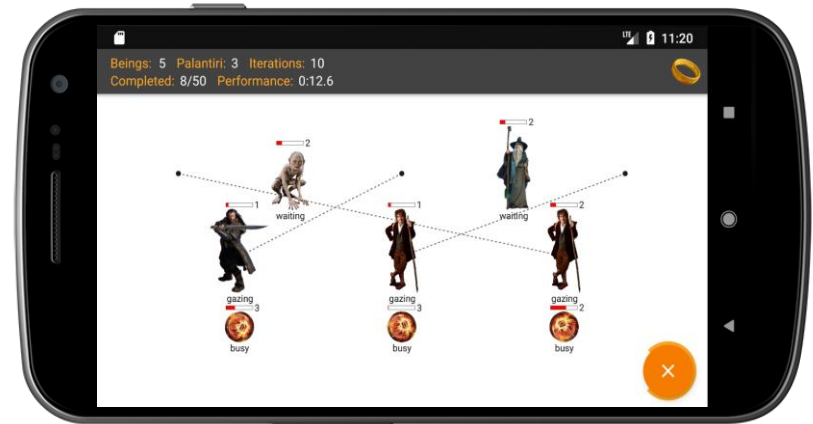 LTE 11:20
Beings: 5 Palantiri: 3 Iterations: 10
Completed: 8/50 Performance: 0:12.6
2
2
waiting
waiting
1
1
2
gazing
gazing
gazing
3
3
2
busy
busy
busy